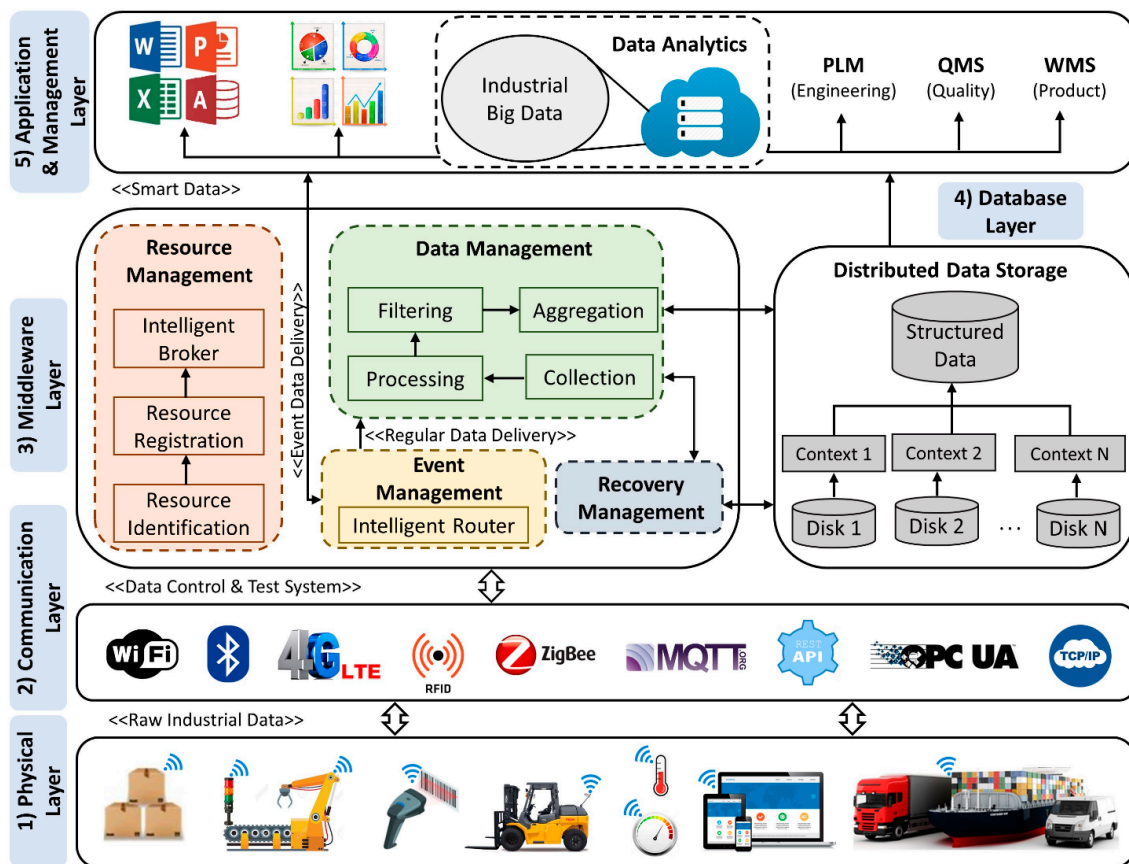 5) Application
& Management
Layer
W
P
X
A
Industrial
Big Data
Data Analytics
PLM
(Engineering)
QMS
(Quality)
WMS
(Product)
<<Smart Data>>
4) Database
Layer
3) Middleware
Layer
Resource
Management
Intelligent
Broker
Resource
Registration
Resource
Identification
<<Event Data Delivery>>
Data Management
Filtering
Aggregation
Processing
Collection
<<Regular Data Delivery>>
Event
Management
Intelligent Router
Recovery
Management
Distributed Data Storage
Structured
Data
Context 1
Context 2
Context N
Disk 1
Disk 2
...
Disk N
<<Data Control & Test System>>
2) Communication
Layer
Wi Fi
4G
LTE
RFID
Z
ZigBee
MQTT
.ORG
REST
API
OPC UA
TCP/IP
<<Raw Industrial Data>>
1) Physical
Layer